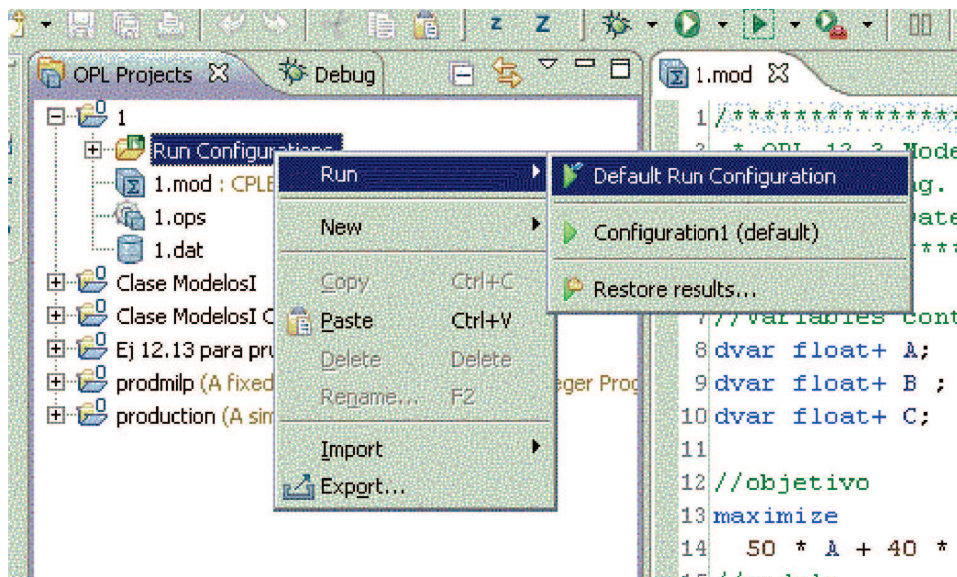 z Z
OPL Projects Debug
1
Run Configurations
1.mod : CPLE
1.ops
1.dat
Clase ModelosI
Clase ModelosI C
Ej 12.13 para pru
prodmilp (A fixed eger Prog
production (A sim
Run
New
Copy Ctrl+C
Paste Ctrl+V
Delete Delete
Rename... F2
Import
Export...
Default Run Configuration
Configuration1 (default)
Restore results...
1.mod
1 /***************
* OPL 12.3 Mode
ng.
ate
***
7 //variables cont
8 dvar float+ A;
9 dvar float+ B ;
10 dvar float+ C;
11
12 //objetivo
13 maximize
14 50 * A + 40 *